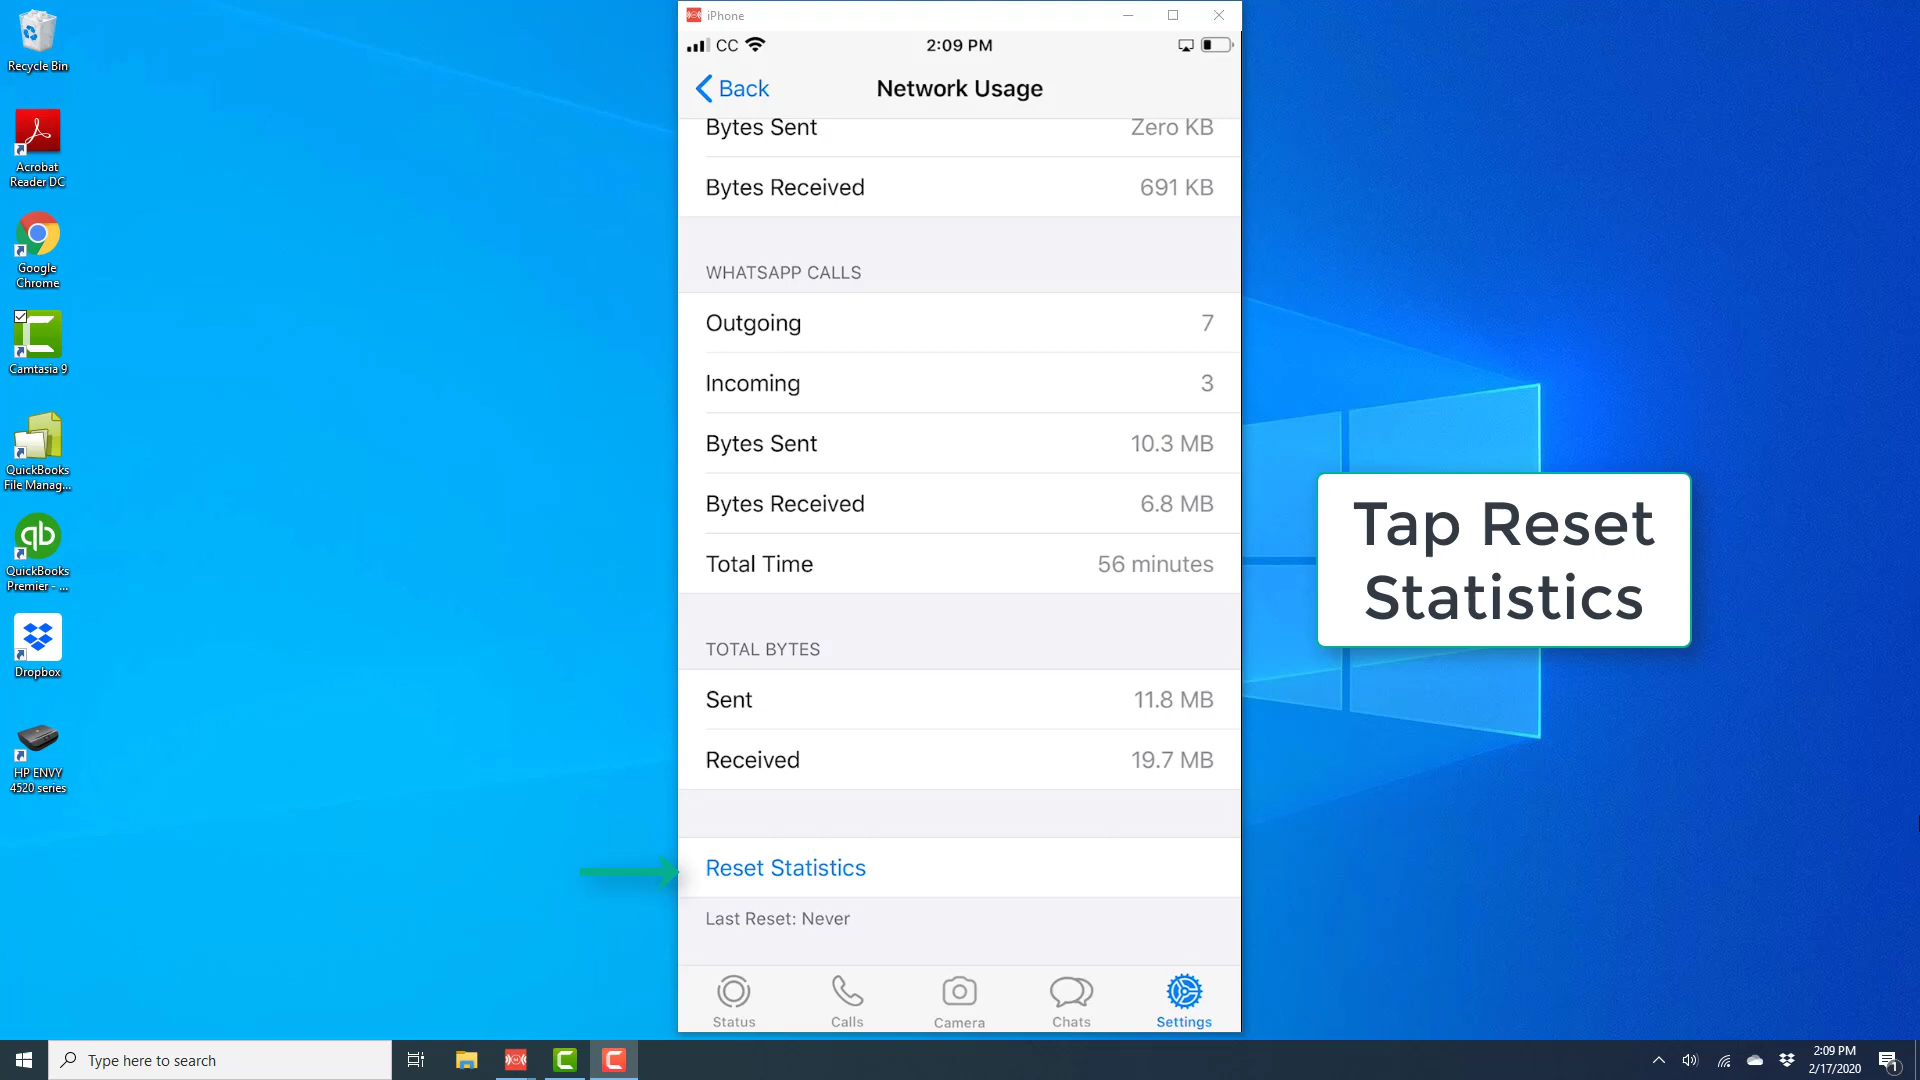 Recycle Bin
Acrobat
Reader DC
Google
Chrome
Camtasia 9
QuickBooks
File Manag...
QuickBooks
Premier - ...
Dropbox
HP ENVY
4520 series
iPhone
CC
2:09 PM
Back
Network Usage
Bytes Sent Zero KB
Bytes Received 691 KB
WHATSAPP CALLS
Outgoing 7
Incoming 3
Bytes Sent 10.3 MB
Bytes Received 6.8 MB
Total Time 56 minutes
TOTAL BYTES
Sent 11.8 MB
Received 19.7 MB
Reset Statistics
Last Reset: Never
Status Calls Camera Chats Settings
Tap Reset
Statistics
Type here to search
2:09 PM
2/17/2020
1